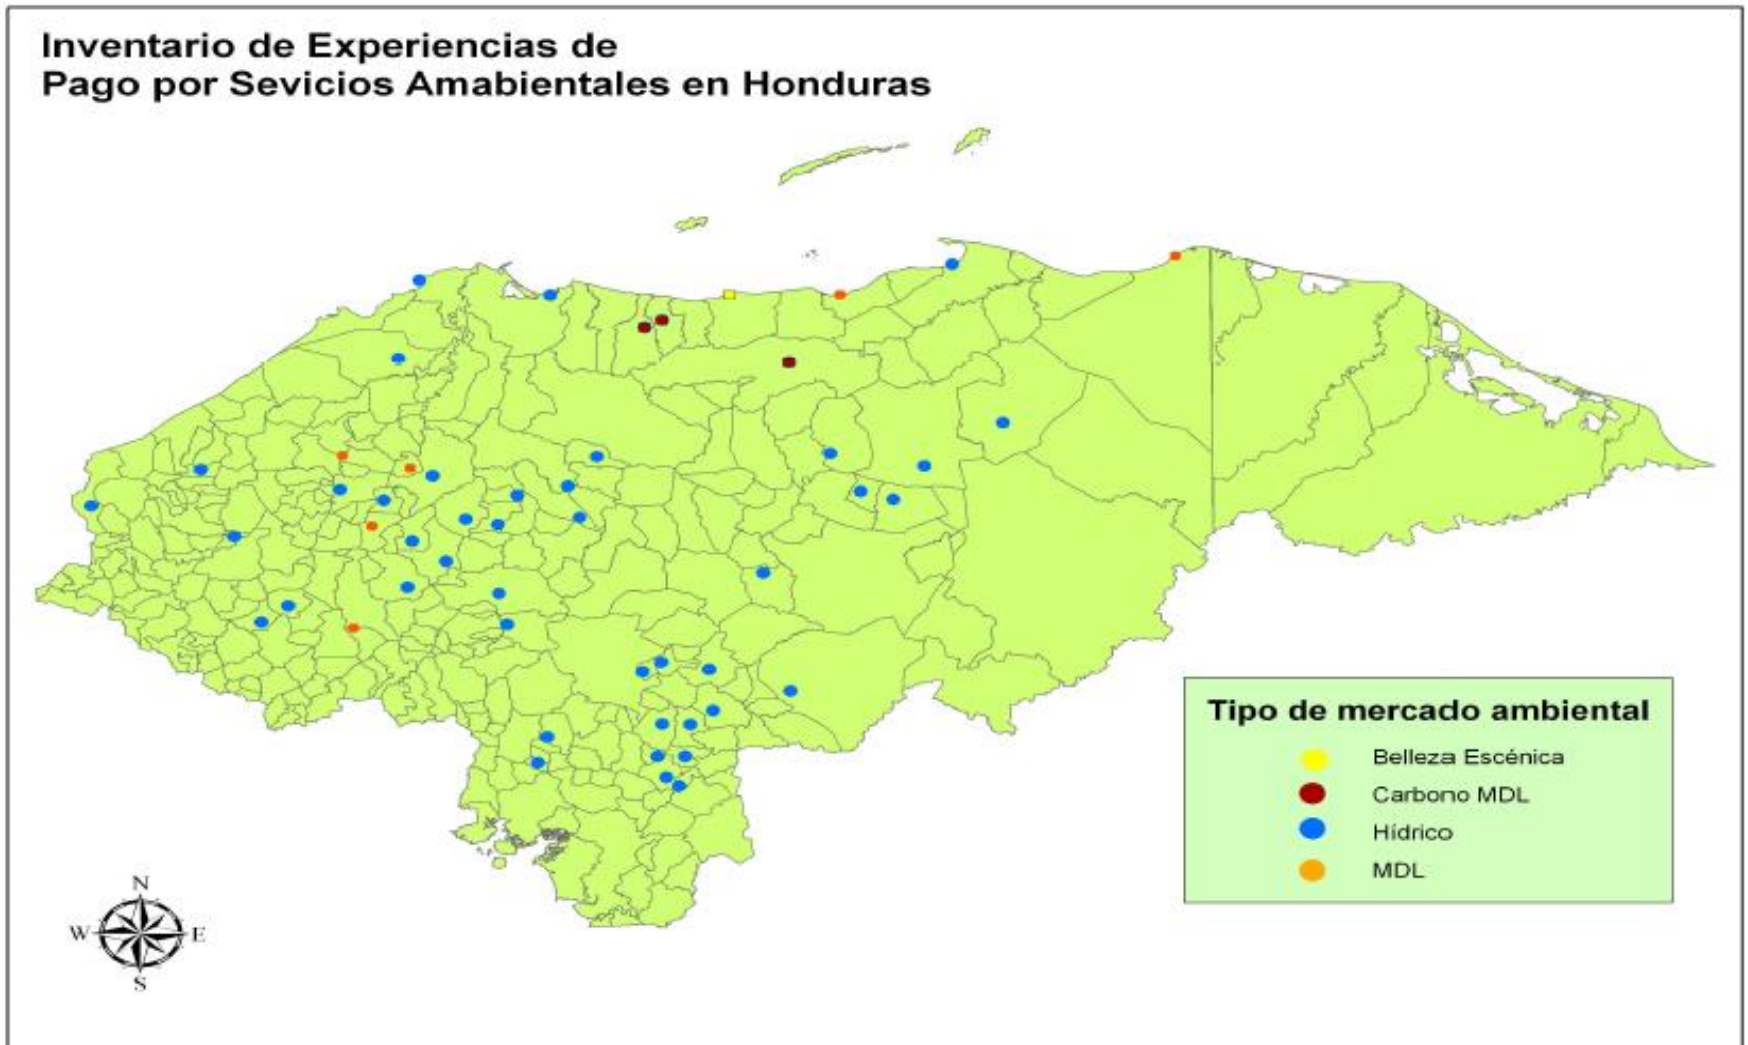 Inventario de Experiencias de
Pago por Sevicios Amabientales en Honduras
Tipo de mercado ambiental
Belleza Escénica
Carbono MDL
Hídrico
MDL
N
W E
S